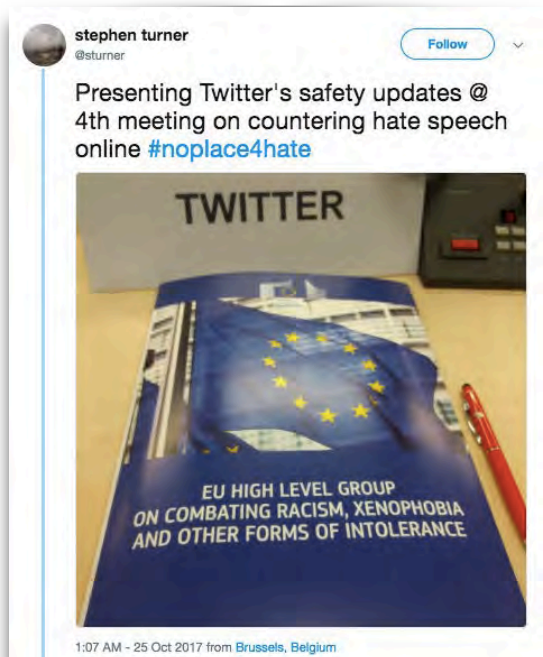 stephen turner
@sturner
Follow
Presenting Twitter's safety updates @
4th meeting on countering hate speech
online #noplace4hate
TWITTER
EU HIGH LEVEL GROUP
ON COMBATING RACISM, XENOPHOBIA
AND OTHER FORMS OF INTOLERANCE
1:07 AM - 25 Oct 2017 from Brussels, Belgium